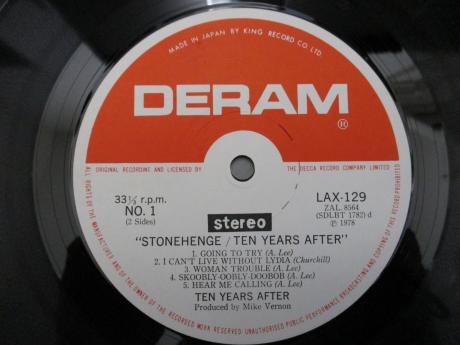 MADE IN JAPAN BY KING RECORD CO. LTD.
DERAM
®
ORIGINAL RECORDING AND LICENSED BY THE DECCA RECORD COMPANY, LIMITED
33 1/3 r.p.m. LAX-129
NO. 1 ZAL. 8564
(2 Sides) (SDLBT 1782) d
stereo ℗ 1978
"STONEHENGE / TEN YEARS AFTER"
1. GOING TO TRY (A. Lee)
2. I CAN'T LIVE WITHOUT LYDIA (Churchill)
3. WOMAN TROUBLE (A. Lee)
4. SKOOBLY-OOBLY-DOOBOB (A. Lee)
5. HEAR ME CALLING (A. Lee)
TEN YEARS AFTER
Produced by Mike Vernon
ALL RIGHTS OF THE MANUFACTURER AND OF THE OWNER OF THE RECORDED WORK RESERVED · UNAUTHORISED PUBLIC PERFORMANCE BROADCASTING AND COPYING OF THIS RECORD PROHIBITED